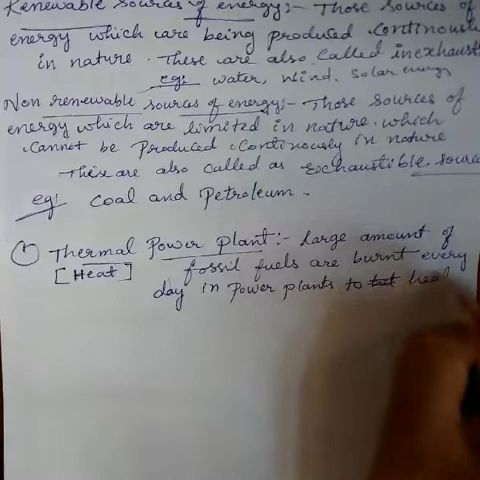 Renewable Sources of energy:- Those Sources of
energy which are being produced continously
in nature. These are also called inexhaust
eg: water, wind. Solar energy
Non renewable sources of energy:- Those Sources of
energy which are limited in nature. which
Cannot be Produced continously in nature
These are also called as Exchaustible. Source
eg: Coal and Petroleum.
① Thermal Power Plant:- Large amount of
[Heat] fossil fuels are burnt every
day in Power plants to heat